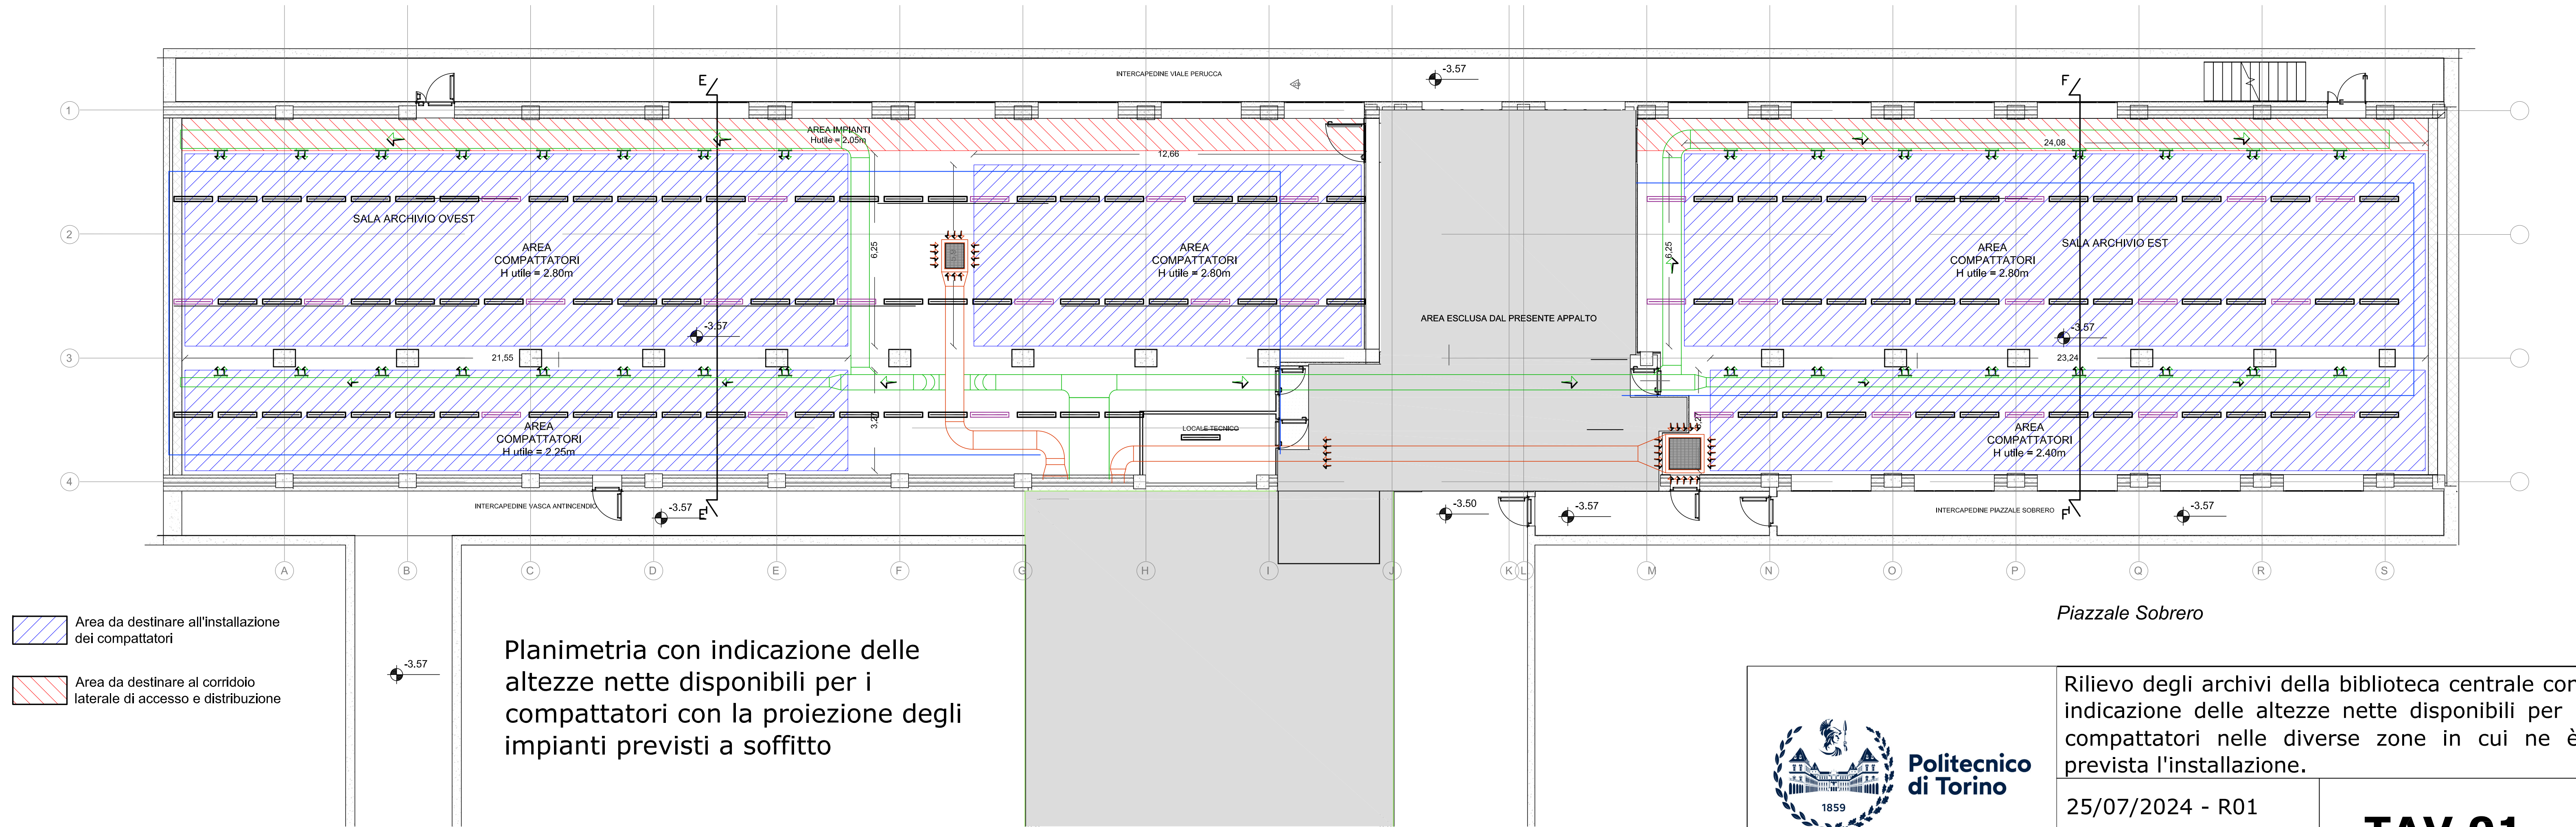 INTERCAPEDINE VIALE PERUCCA
-3.57
E
F
1
AREA IMPIANTI
Hutile = 2,05m
12,66
24,08
SALA ARCHIVIO OVEST
2
AREA
COMPATTATORI
H utile = 2.80m
6,25
AREA
COMPATTATORI
H utile = 2.80m
6,25
AREA
COMPATTATORI
H utile = 2.80m
SALA ARCHIVIO EST
AREA ESCLUSA DAL PRESENTE APPALTO
-3.57
-3.57
3
21,55
23,24
AREA
COMPATTATORI
H utile = 2.25m
LOCALE TECNICO
AREA
COMPATTATORI
H utile = 2.40m
4
INTERCAPEDINE VASCA ANTINCENDIO
-3.57
E'
-3.50
-3.57
INTERCAPEDINE PIAZZALE SOBRERO
F'
-3.57
A
B
C
D
E
F
G
H
I
J
K
L
M
N
O
P
Q
R
S
Area da destinare all'installazione
dei compattatori
Area da destinare al corridoio
laterale di accesso e distribuzione
-3.57
Planimetria con indicazione delle
altezze nette disponibili per i
compattatori con la proiezione degli
impianti previsti a soffitto
Piazzale Sobrero
Politecnico
di Torino
1859
Rilievo degli archivi della biblioteca centrale con
indicazione delle altezze nette disponibili per
compattatori nelle diverse zone in cui ne è
prevista l'installazione.
25/07/2024 - R01